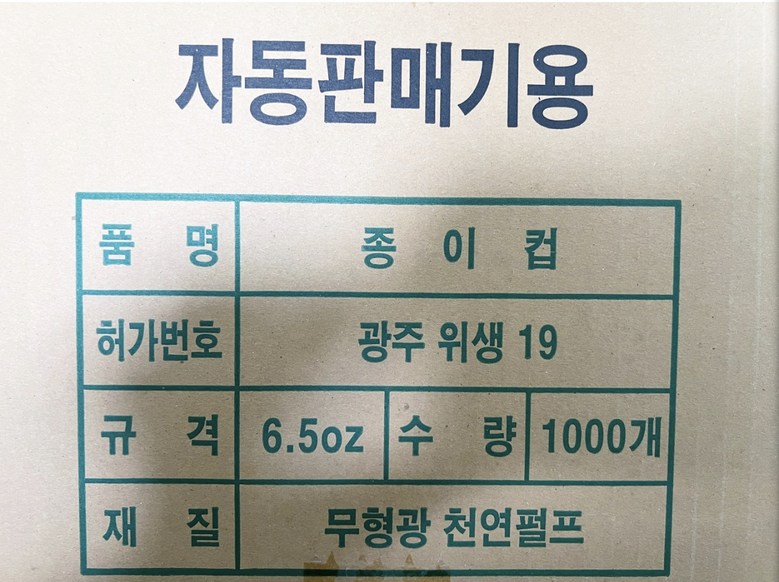 자동판매기용
품 명 종 이 컵
허가번호 광주 위생 19
규 격 6.5oz 수 량 1000개
재 질 무형광 천연펄프